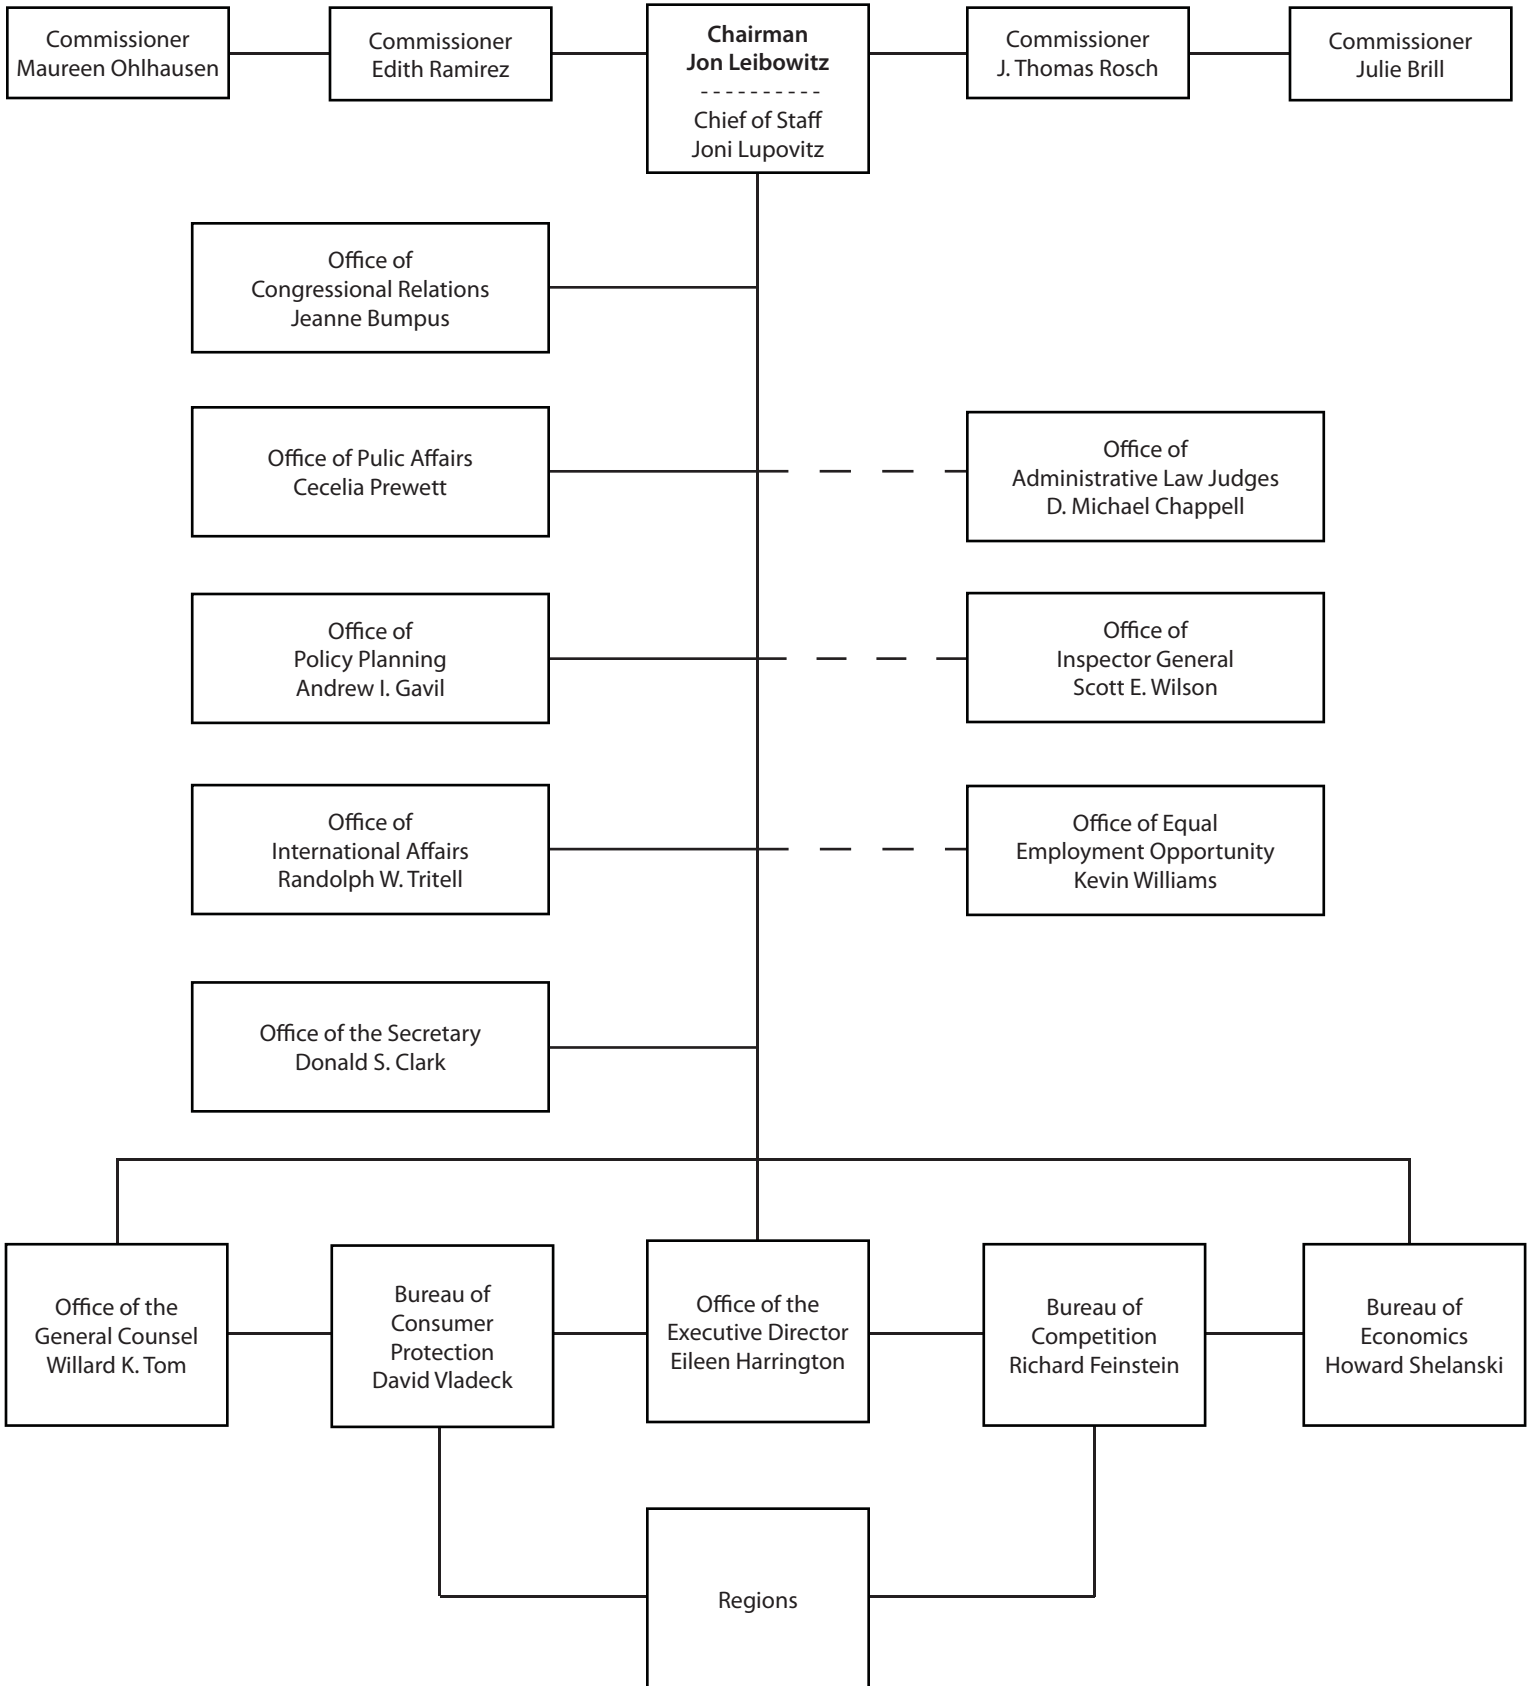 Commissioner
Maureen Ohlhausen
Commissioner
Edith Ramirez
Chairman
Jon Leibowitz
----------
Chief of Staff
Joni Lupovitz
Commissioner
J. Thomas Rosch
Commissioner
Julie Brill
Office of
Congressional Relations
Jeanne Bumpus
Office of Pulic Affairs
Cecelia Prewett
Office of
Administrative Law Judges
D. Michael Chappell
Office of
Policy Planning
Andrew I. Gavil
Office of
Inspector General
Scott E. Wilson
Office of
International Affairs
Randolph W. Tritell
Office of Equal
Employment Opportunity
Kevin Williams
Office of the Secretary
Donald S. Clark
Office of the
General Counsel
Willard K. Tom
Bureau of
Consumer
Protection
David Vladeck
Office of the
Executive Director
Eileen Harrington
Bureau of
Competition
Richard Feinstein
Bureau of
Economics
Howard Shelanski
Regions